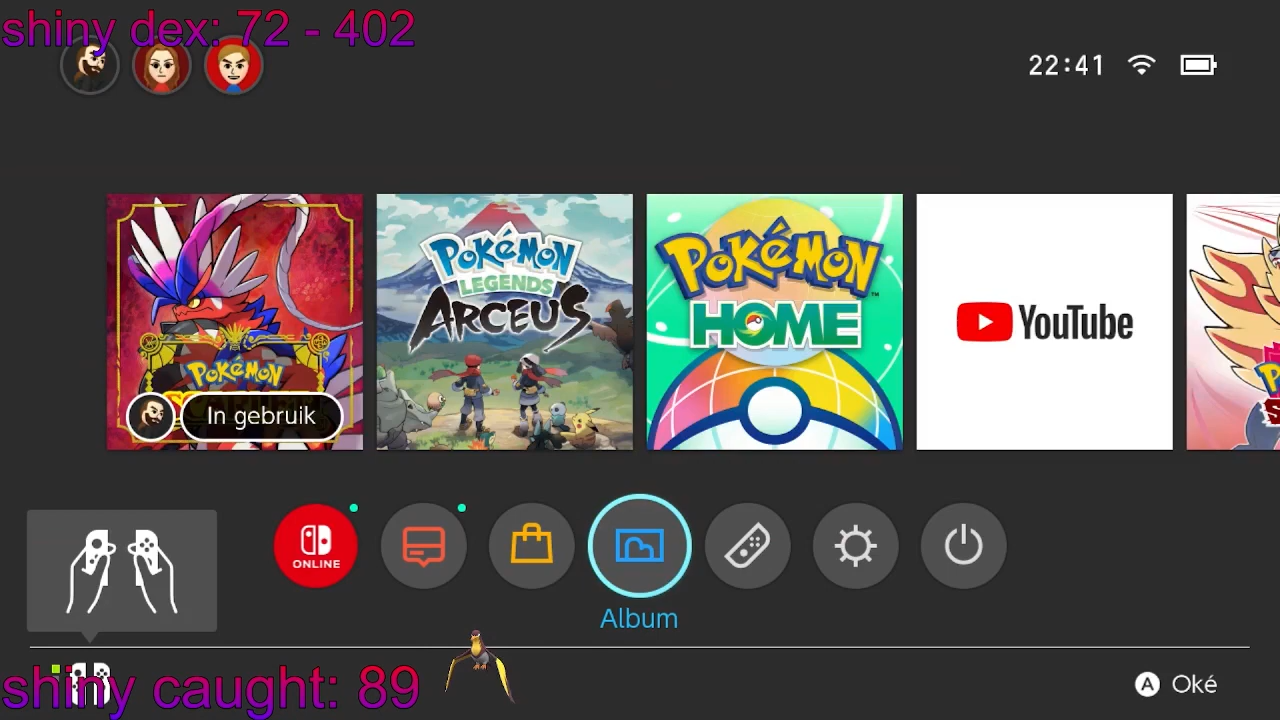 shiny dex: 72 - 402
22:41
POKÉMON
LEGENDS
ARCEUS
POKÉMON
HOME
YouTube
POKÉMON
In gebruik
ONLINE
Album
shiny caught: 89
A Oké